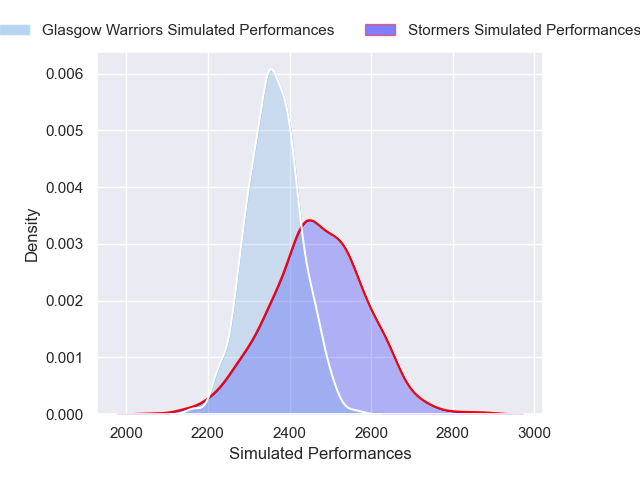 Glasgow Warriors Simulated Performances Stormers Simulated Performances
0.006
0.005
0.004
0.003
0.002
0.001
0.000
Density
2000 2200 2400 2600 2800 3000
Simulated Performances